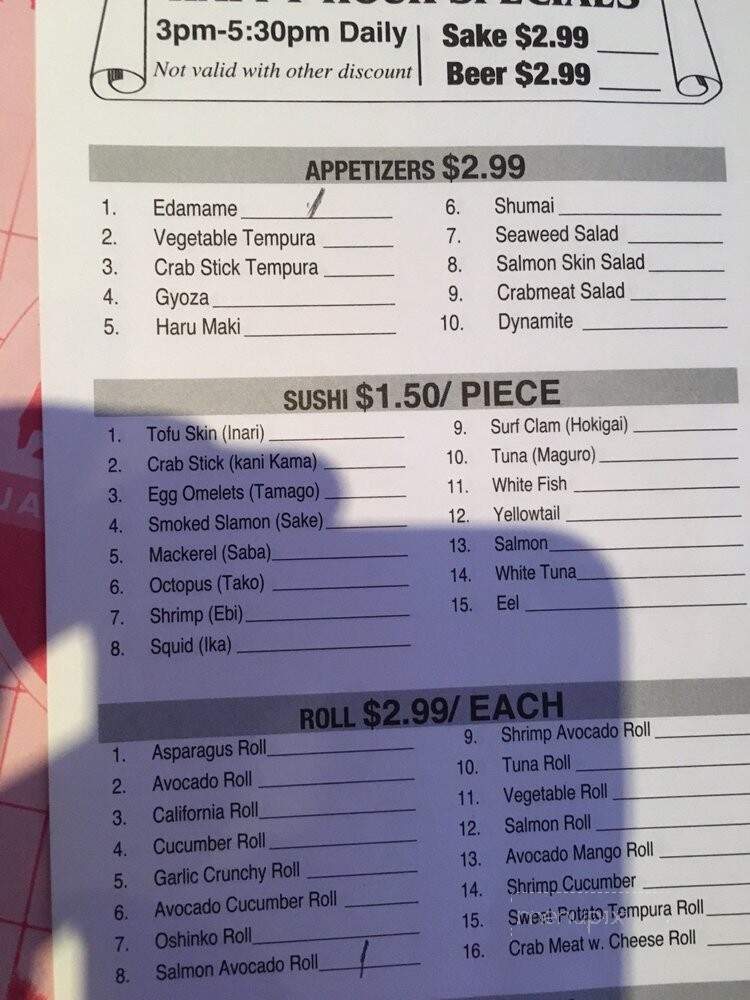 HAPPY HOUR SPECIALS
3pm-5:30pm Daily
Not valid with other discount
Sake $2.99
Beer $2.99
APPETIZERS $2.99
1. Edamame /
2. Vegetable Tempura
3. Crab Stick Tempura
4. Gyoza
5. Haru Maki
6. Shumai
7. Seaweed Salad
8. Salmon Skin Salad
9. Crabmeat Salad
10. Dynamite
SUSHI $1.50/ PIECE
1. Tofu Skin (Inari)
2. Crab Stick (kani Kama)
3. Egg Omelets (Tamago)
4. Smoked Slamon (Sake)
5. Mackerel (Saba)
6. Octopus (Tako)
7. Shrimp (Ebi)
8. Squid (Ika)
9. Surf Clam (Hokigai)
10. Tuna (Maguro)
11. White Fish
12. Yellowtail
13. Salmon
14. White Tuna
15. Eel
ROLL $2.99/ EACH
1. Asparagus Roll
2. Avocado Roll
3. California Roll
4. Cucumber Roll
5. Garlic Crunchy Roll
6. Avocado Cucumber Roll
7. Oshinko Roll
8. Salmon Avocado Roll /
9. Shrimp Avocado Roll
10. Tuna Roll
11. Vegetable Roll
12. Salmon Roll
13. Avocado Mango Roll
14. Shrimp Cucumber
15. Sweet Potato Tempura Roll
16. Crab Meat w. Cheese Roll